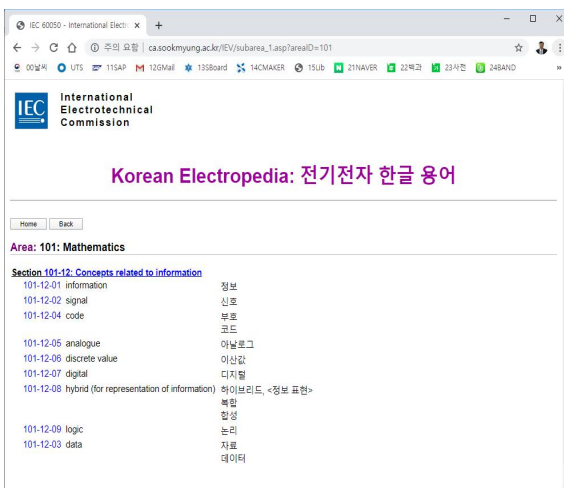 IEC 60050 - International Electro
주의 요함 | ca.sookmyung.ac.kr/IEV/subarea_1.asp?areaID=101
00날씨 UTS 11SAP 12GMail 13SBoard 14CMAKER 15Lib 21NAVER 22백과 23사전 24BAND »
IEC
International
Electrotechnical
Commission
Korean Electropedia: 전기전자 한글 용어
Home Back
Area: 101: Mathematics
Section 101-12: Concepts related to information
101-12-01 information 정보
101-12-02 signal 신호
101-12-04 code 부호
코드
101-12-05 analogue 아날로그
101-12-06 discrete value 이산값
101-12-07 digital 디지털
101-12-08 hybrid (for representation of information) 하이브리드, <정보 표현>
복합
합성
101-12-09 logic 논리
101-12-03 data 자료
데이터